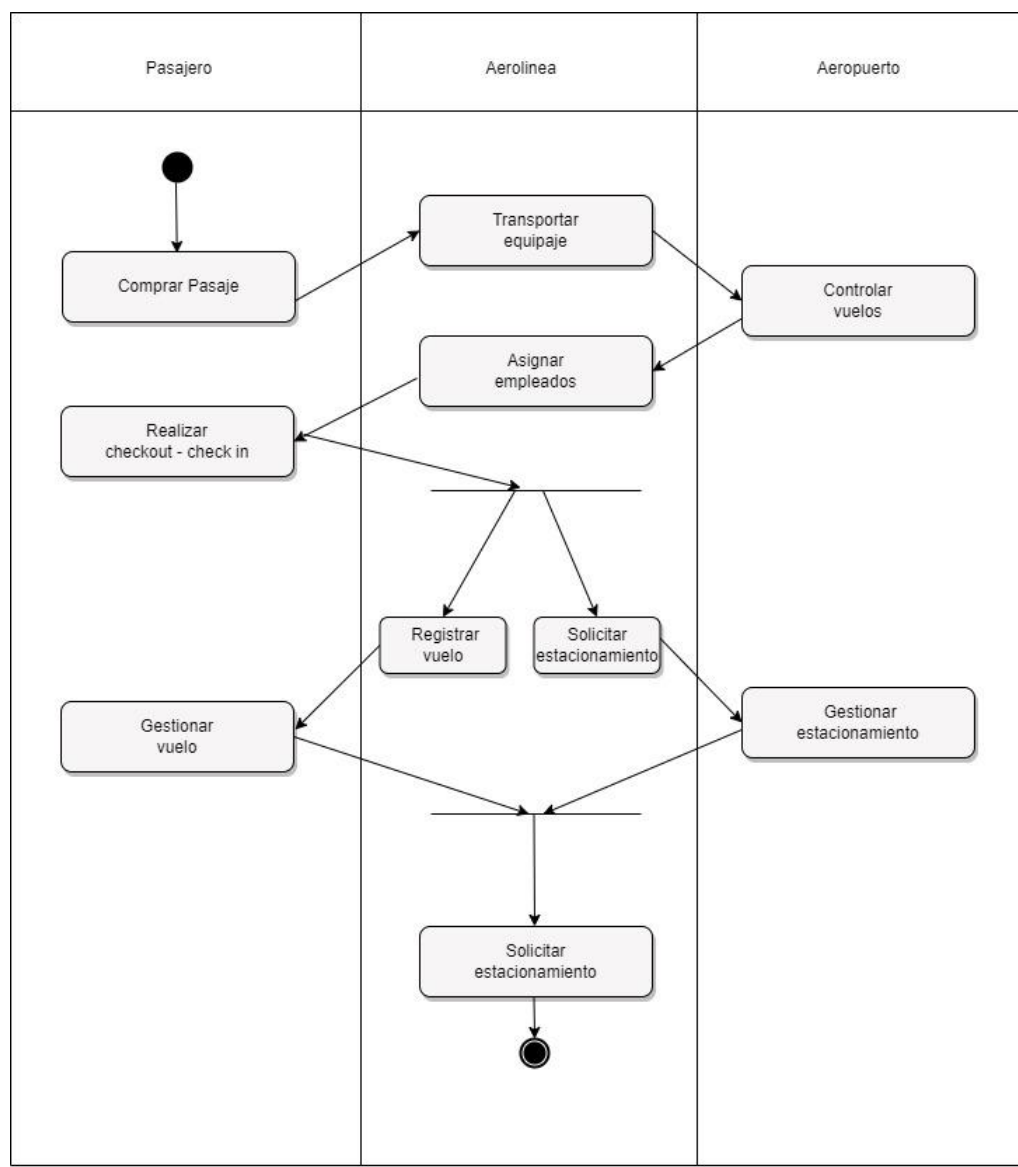 Pasajero
Aerolinea
Aeropuerto
Transportar
equipaje
Comprar Pasaje
Controlar
vuelos
Asignar
empleados
Realizar
checkout - check in
Registrar
vuelo
Solicitar
estacionamiento
Gestionar
vuelo
Gestionar
estacionamiento
Solicitar
estacionamiento